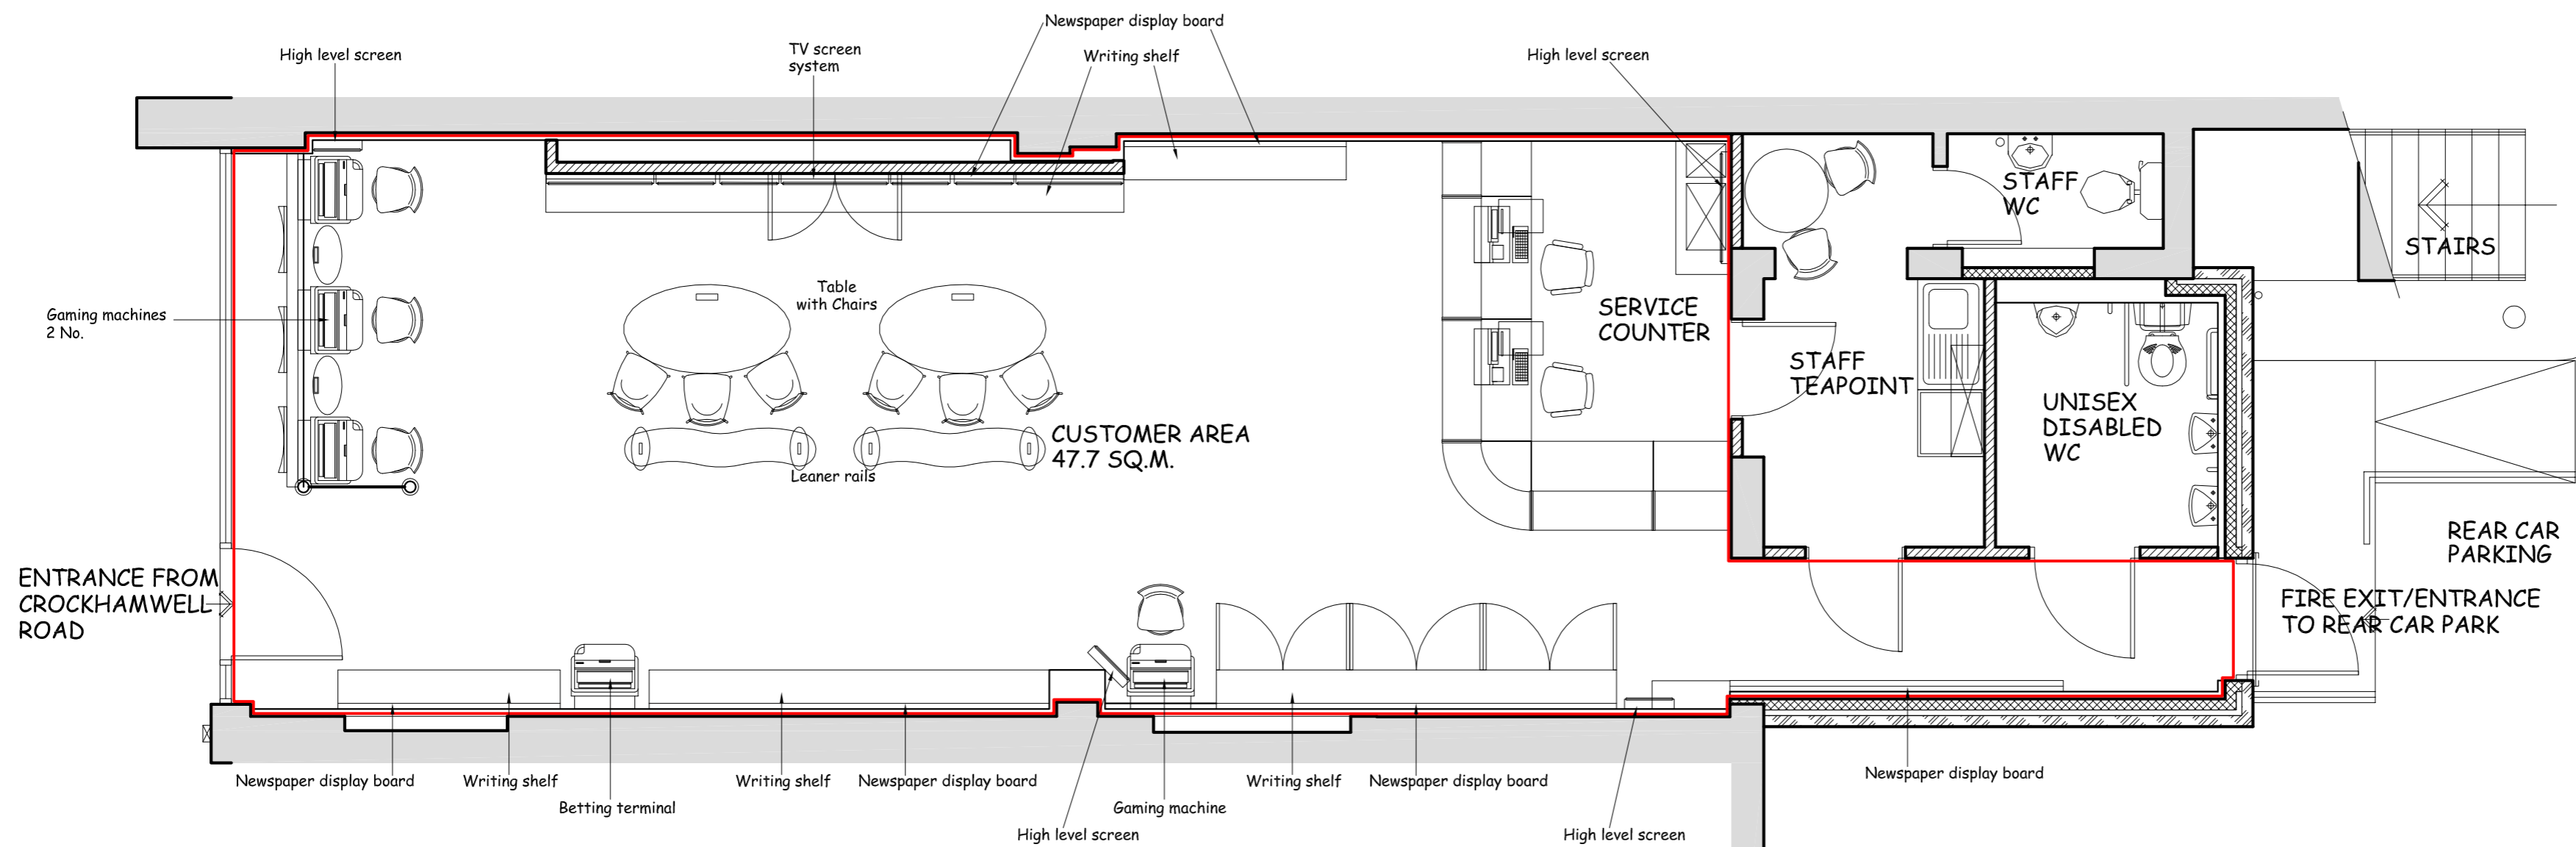 Newspaper display board
High level screen
TV screen
system
Writing shelf
High level screen
STAFF
WC
STAIRS
Table
with Chairs
Gaming machines
2 No.
SERVICE
COUNTER
STAFF
TEAPOINT
UNISEX
DISABLED
WC
CUSTOMER AREA
47.7 SQ.M.
Leaner rails
REAR CAR
PARKING
ENTRANCE FROM
CROCKHAMWELL
ROAD
FIRE EXIT/ENTRANCE
TO REAR CAR PARK
Newspaper display board
Writing shelf
Betting terminal
Writing shelf
Newspaper display board
High level screen
Gaming machine
Writing shelf
Newspaper display board
High level screen
Newspaper display board